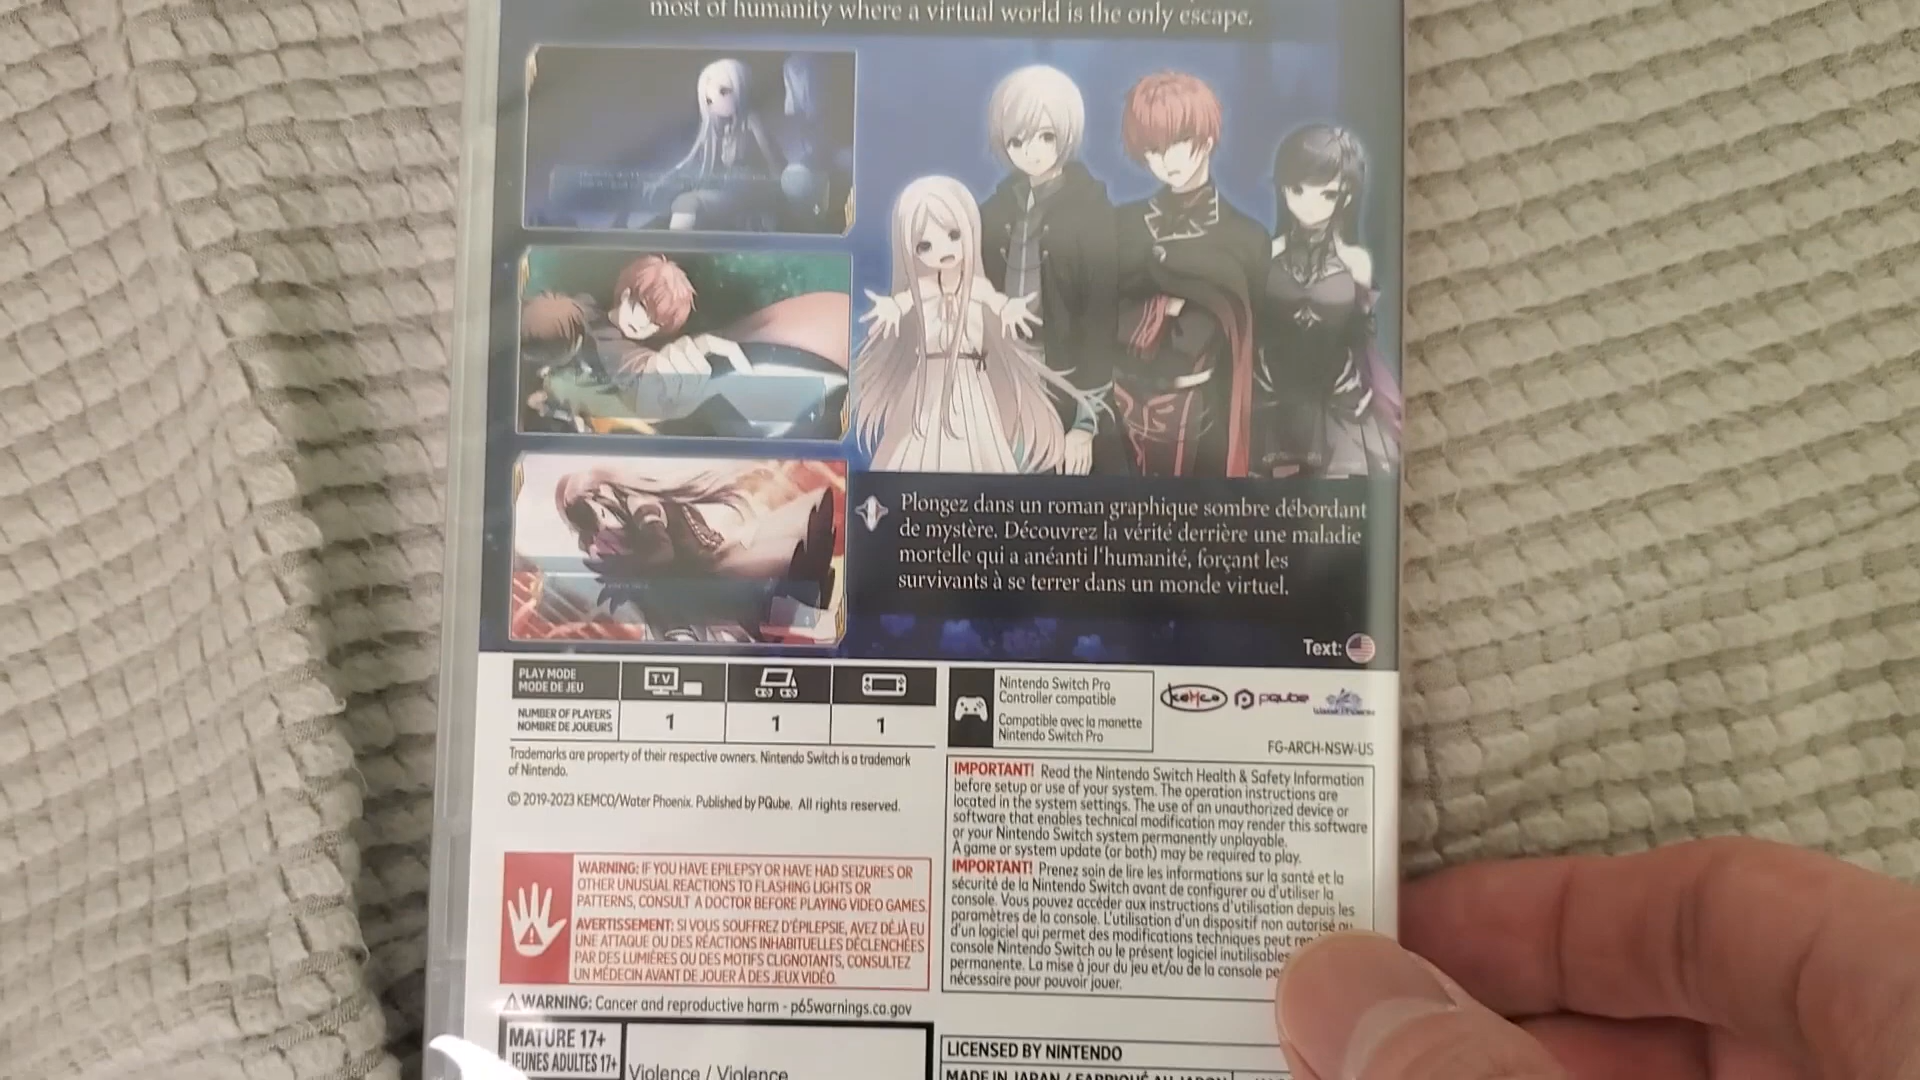 most of humanity where a virtual world is the only escape.
Plongez dans un roman graphique sombre débordant
de mystère. Découvrez la vérité derrière une maladie
mortelle qui a anéanti l'humanité, forçant les
survivants à se terrer dans un monde virtuel.
Text:
PLAY MODE
MODE DE JEU
TV
NUMBER OF PLAYERS
NOMBRE DE JOUEURS
1
1
1
Nintendo Switch Pro
Controller compatible
Compatible avec la manette
Nintendo Switch Pro
KEMCO
PQube
FG-ARCH-NSW-US
Trademarks are property of their respective owners. Nintendo Switch is a trademark
of Nintendo.
© 2019-2023 KEMCO/Water Phoenix. Published by PQube. All rights reserved.
WARNING: IF YOU HAVE EPILEPSY OR HAVE HAD SEIZURES OR
OTHER UNUSUAL REACTIONS TO FLASHING LIGHTS OR
PATTERNS, CONSULT A DOCTOR BEFORE PLAYING VIDEO GAMES.
AVERTISSEMENT: SI VOUS SOUFFREZ D'ÉPILEPSIE, AVEZ DÉJÀ EU
UNE ATTAQUE OU DES RÉACTIONS INHABITUELLES DÉCLENCHÉES
PAR DES LUMIÈRES OU DES MOTIFS CLIGNOTANTS, CONSULTEZ
UN MÉDECIN AVANT DE JOUER À DES JEUX VIDÉO.
WARNING: Cancer and reproductive harm - p65warnings.ca.gov
MATURE 17+
JEUNES ADULTES 17+
Violence / Violence
IMPORTANT! Read the Nintendo Switch Health & Safety Information
before setup or use of your system. The operation instructions are
located in the system settings. The use of an unauthorized device or
software that enables technical modification may render this software
or your Nintendo Switch system permanently unplayable.
A game or system update (or both) may be required to play.
IMPORTANT! Prenez soin de lire les informations sur la santé et la
sécurité de la Nintendo Switch avant de configurer ou d'utiliser la
console. Vous pouvez accéder aux instructions d'utilisation depuis les
paramètres de la console. L'utilisation d'un dispositif non autorisé ou
d'un logiciel qui permet des modifications techniques peut
console Nintendo Switch ou le présent logiciel inutilisables
permanente. La mise à jour du jeu et/ou de la console
nécessaire pour pouvoir jouer.
LICENSED BY NINTENDO
MADE IN JAPAN / FABRIQUÉ AU JAPON